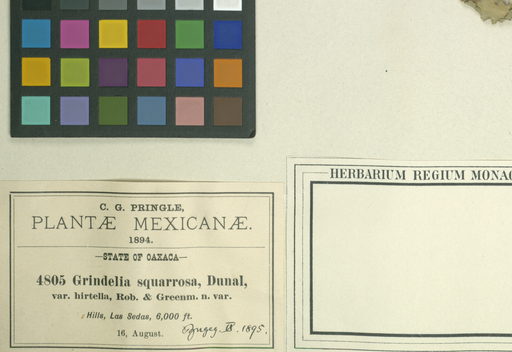 HERBARIUM REGIUM MONAC
C. G. PRINGLE,
PLANTÆ MEXICANÆ.
1894.
—STATE OF OAXACA—
4805 Grindelia squarrosa, Dunal,
var. hirtella, Rob. & Greenm. n. var.
Hills, Las Sedas, 6,000 ft.
16, August.
IX. 1895.